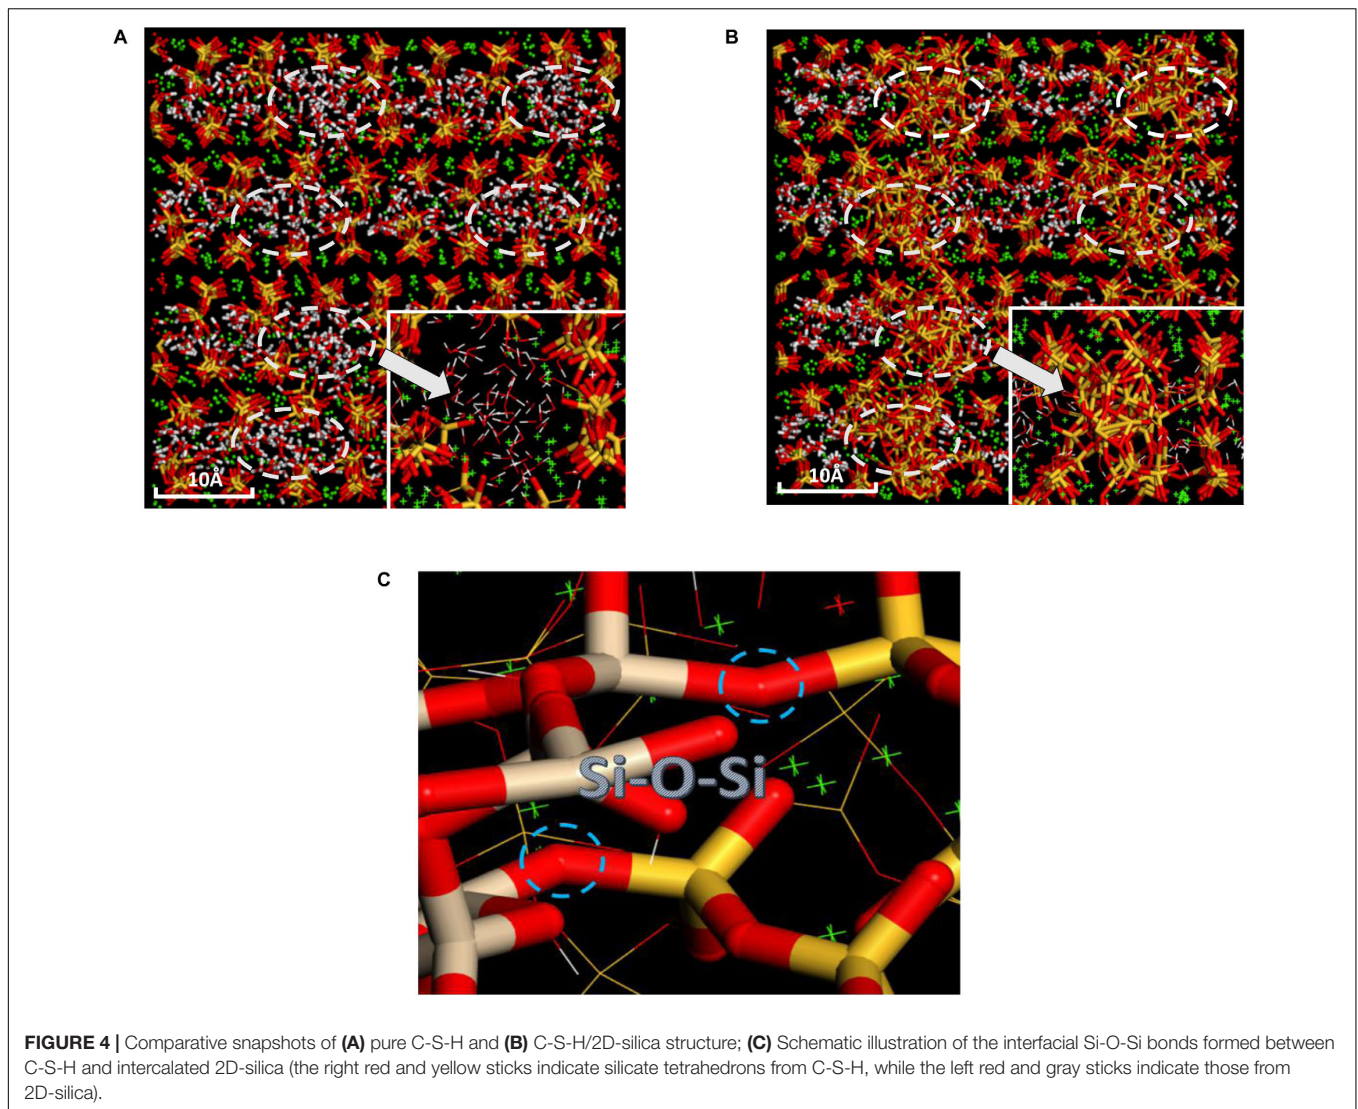 A
B
10Å
10Å
C
Si-O-Si
FIGURE 4 | Comparative snapshots of (A) pure C-S-H and (B) C-S-H/2D-silica structure; (C) Schematic illustration of the interfacial Si-O-Si bonds formed between
C-S-H and intercalated 2D-silica (the right red and yellow sticks indicate silicate tetrahedrons from C-S-H, while the left red and gray sticks indicate those from
2D-silica).